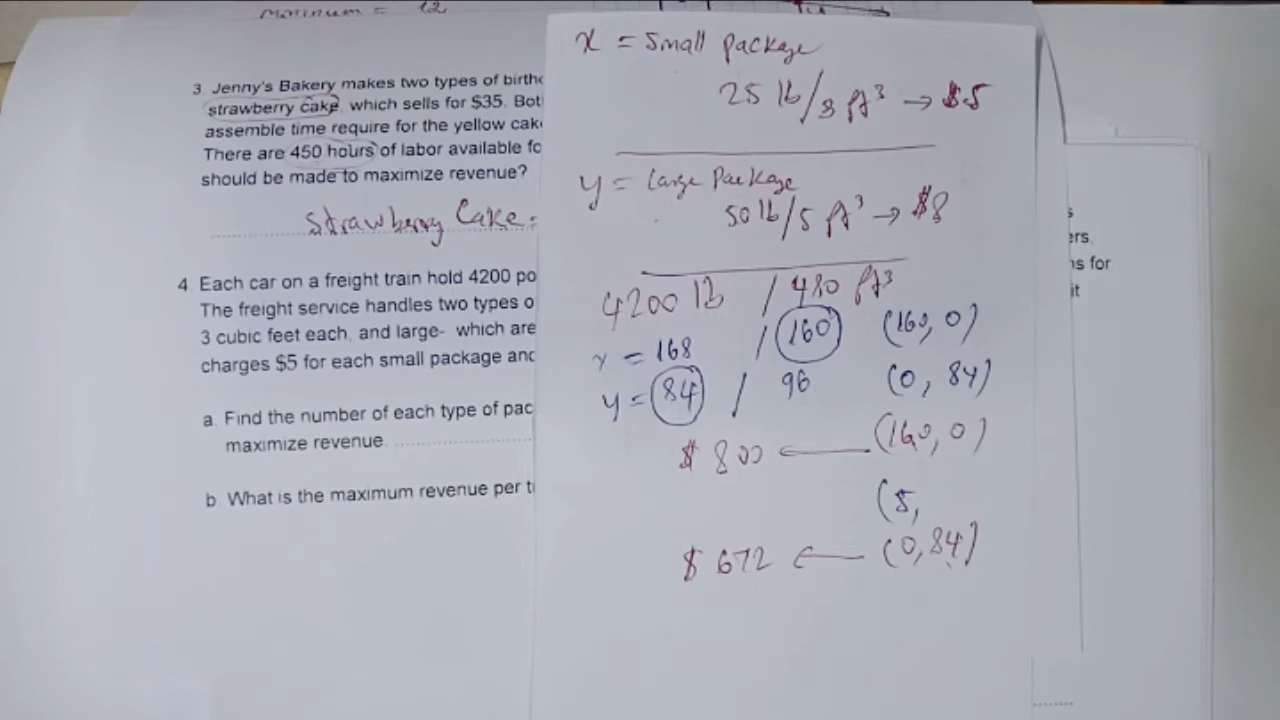 3. Jenny's Bakery makes two types of birth
strawberry cake, which sells for $35. Bot
assemble time require for the yellow cak
There are 450 hours of labor available fo
should be made to maximize revenue?
Strawberry Cake =
4. Each car on a freight train hold 4200 po
The freight service handles two types o
3 cubic feet each, and large- which are
charges $5 for each small package and
a. Find the number of each type of pac
maximize revenue.
b. What is the maximum revenue per t
x = Small package
25 lb/3 ft³ → $5
y = Large Package
50 lb/5 ft³ → $8
4200 lb / 480 ft³
x = 168 / 160 (160, 0)
y = 84 / 96 (0, 84)
$ 800 ← (160, 0)
(8,
$ 672 ← (0, 84)
ers,
ns for
it